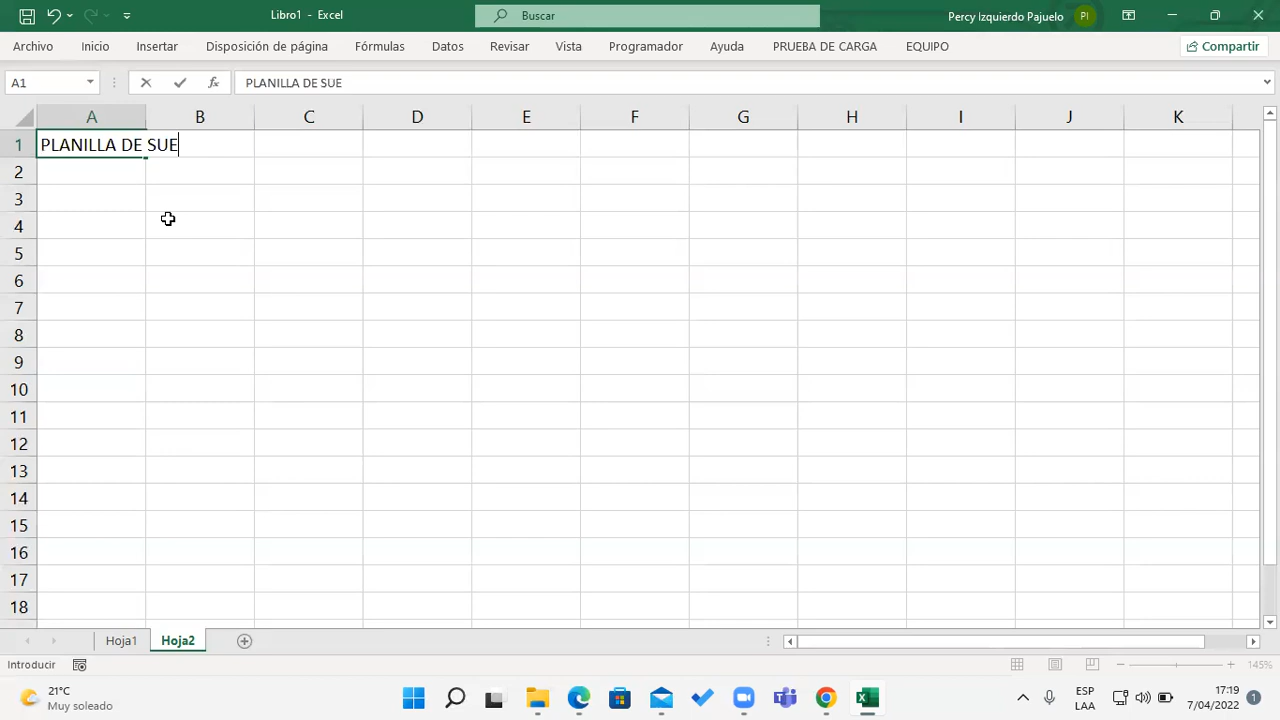 Libro1 - Excel
Buscar
Percy Izquierdo Pajuelo
PI
Archivo Inicio Insertar Disposición de página Fórmulas Datos Revisar Vista Programador Ayuda PRUEBA DE CARGA EQUIPO Compartir
A1 fx PLANILLA DE SUE
A B C D E F G H I J K
1 PLANILLA DE SUE
2
3
4
5
6
7
8
9
10
11
12
13
14
15
16
17
18
Hoja1 Hoja2
Introducir
145%
21°C
Muy soleado
ESP
LAA
17:19
7/04/2022
1